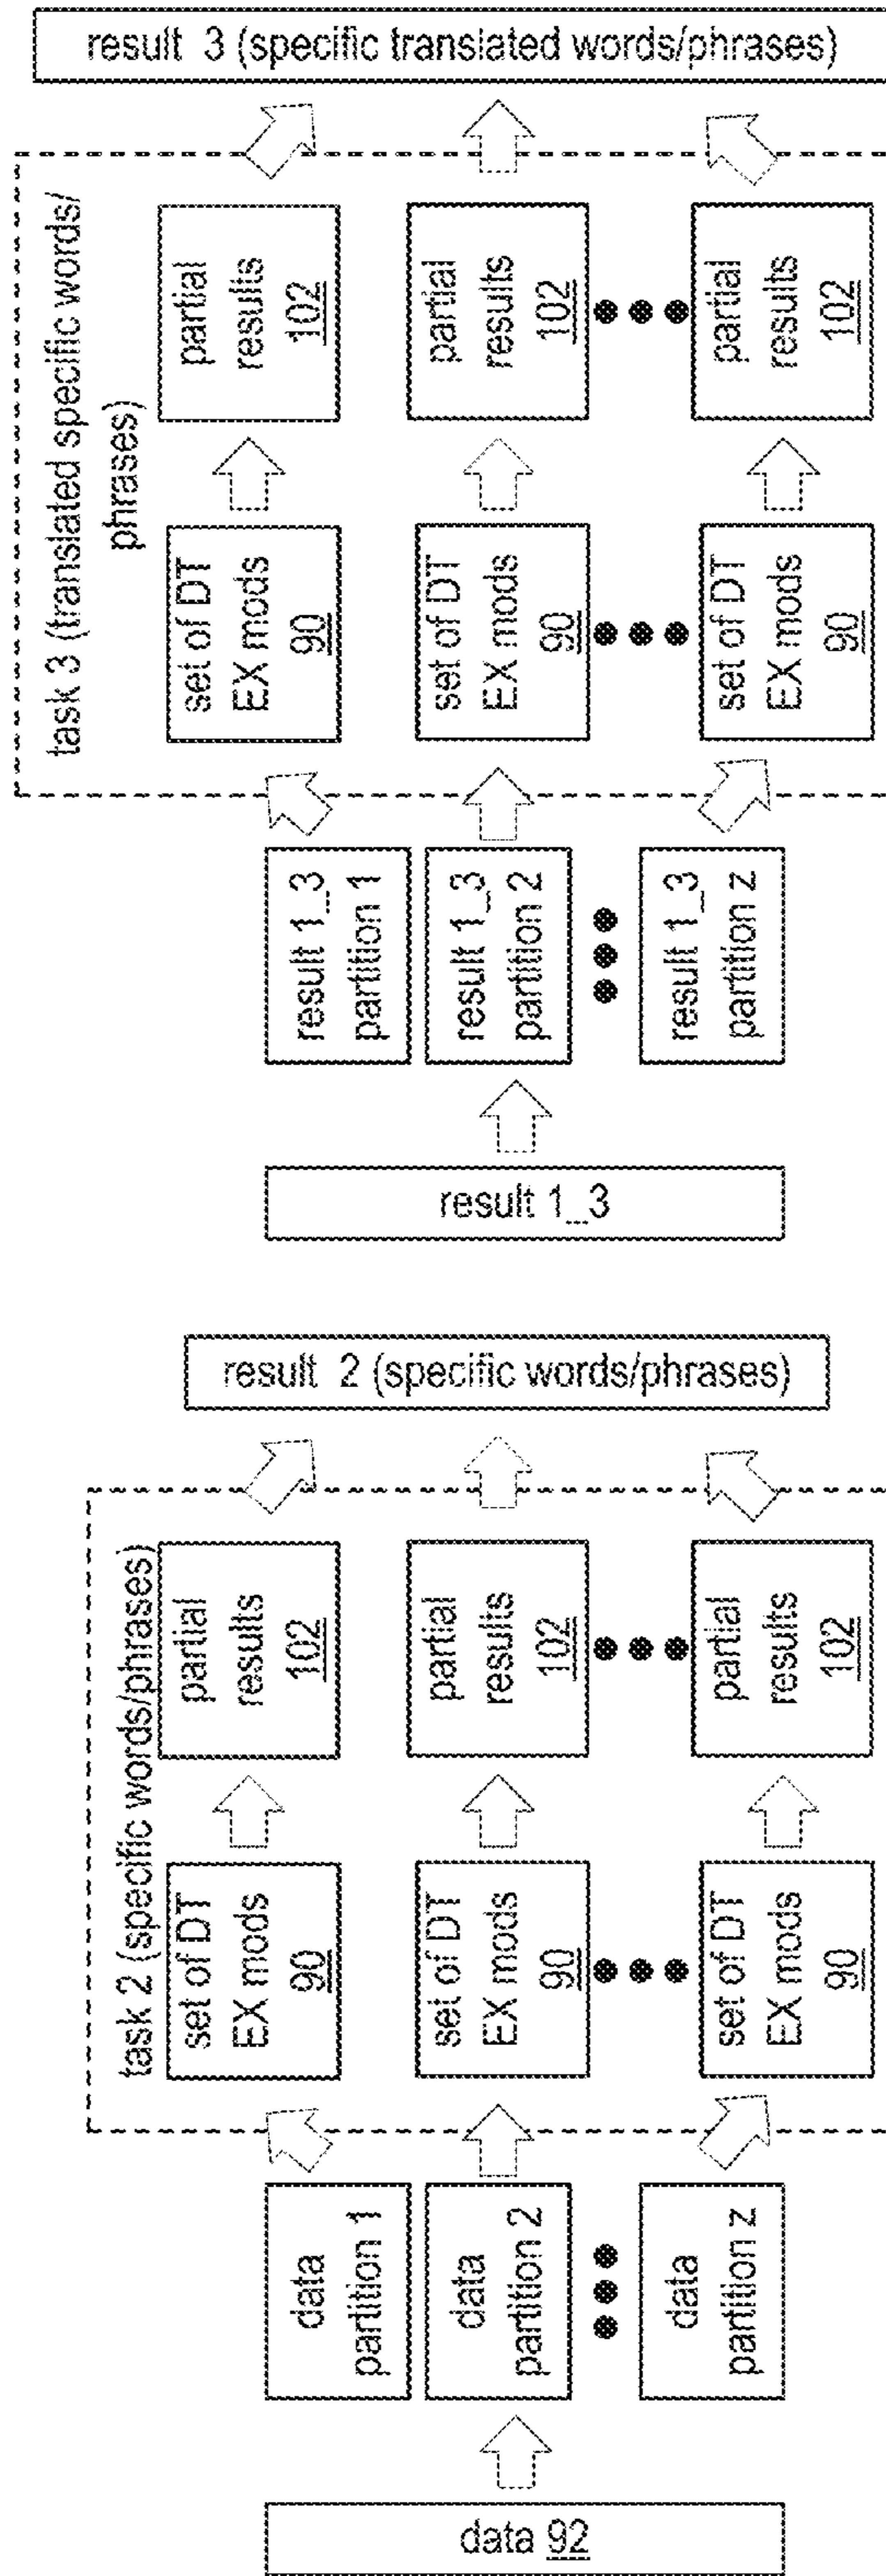 data 92
data
partition 1
data
partition 2
data
partition z
task 2 (specific words/phrases)
set of DT
EX mods
90
set of DT
EX mods
90
set of DT
EX mods
90
partial
results
102
partial
results
102
partial
results
102
result 2 (specific words/phrases)
result 1_3
result 1_3
partition 1
result 1_3
partition 2
result 1_3
partition z
task 3 (translated specific words/
phrases)
set of DT
EX mods
90
set of DT
EX mods
90
set of DT
EX mods
90
partial
results
102
partial
results
102
partial
results
102
result 3 (specific translated words/phrases)